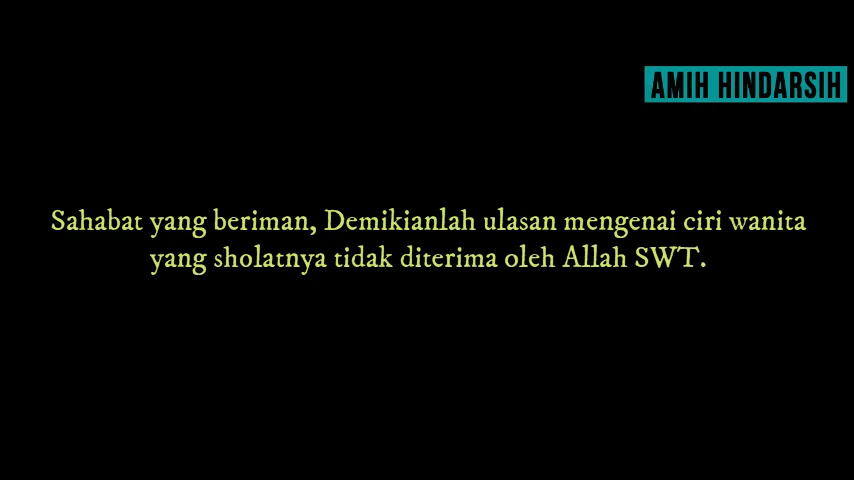 AMIH HINDARSIH
Sahabat yang beriman, Demikianlah ulasan mengenai ciri wanita
yang sholatnya tidak diterima oleh Allah SWT.